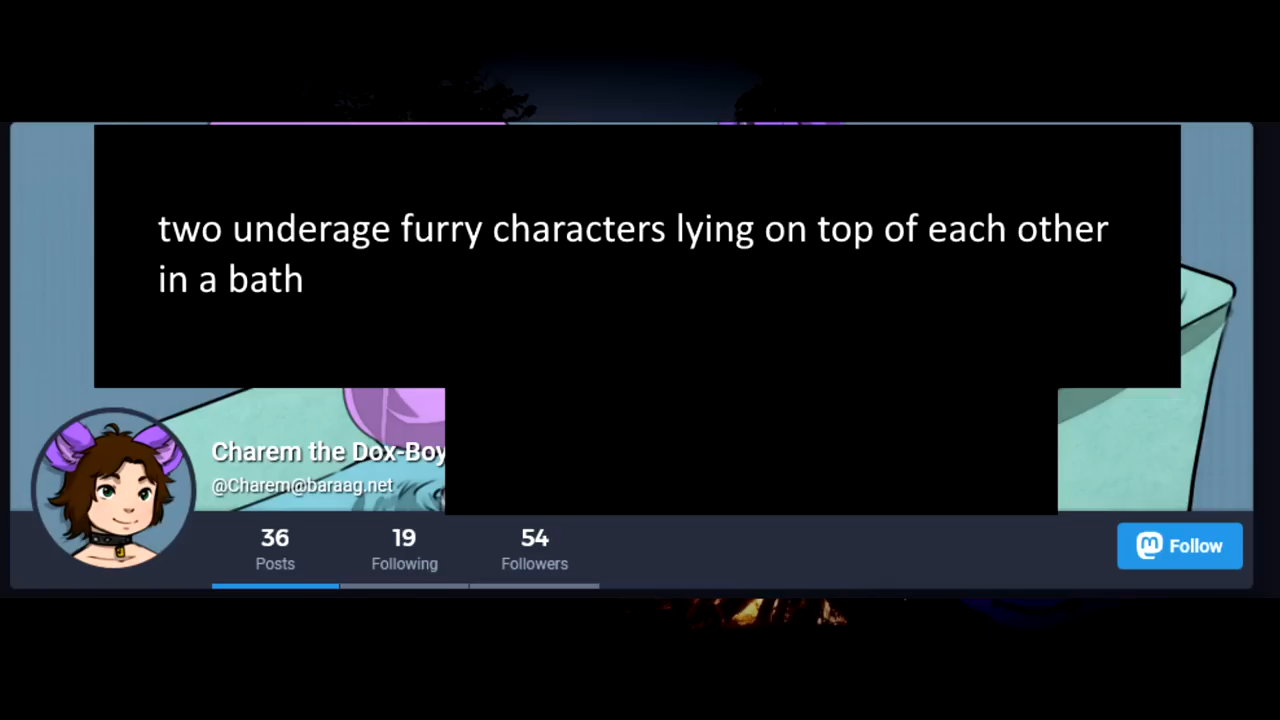 two underage furry characters lying on top of each other
in a bath
Charem the Dox-Boy
@Charem@baraag.net
36 19 54
Posts Following Followers
Follow